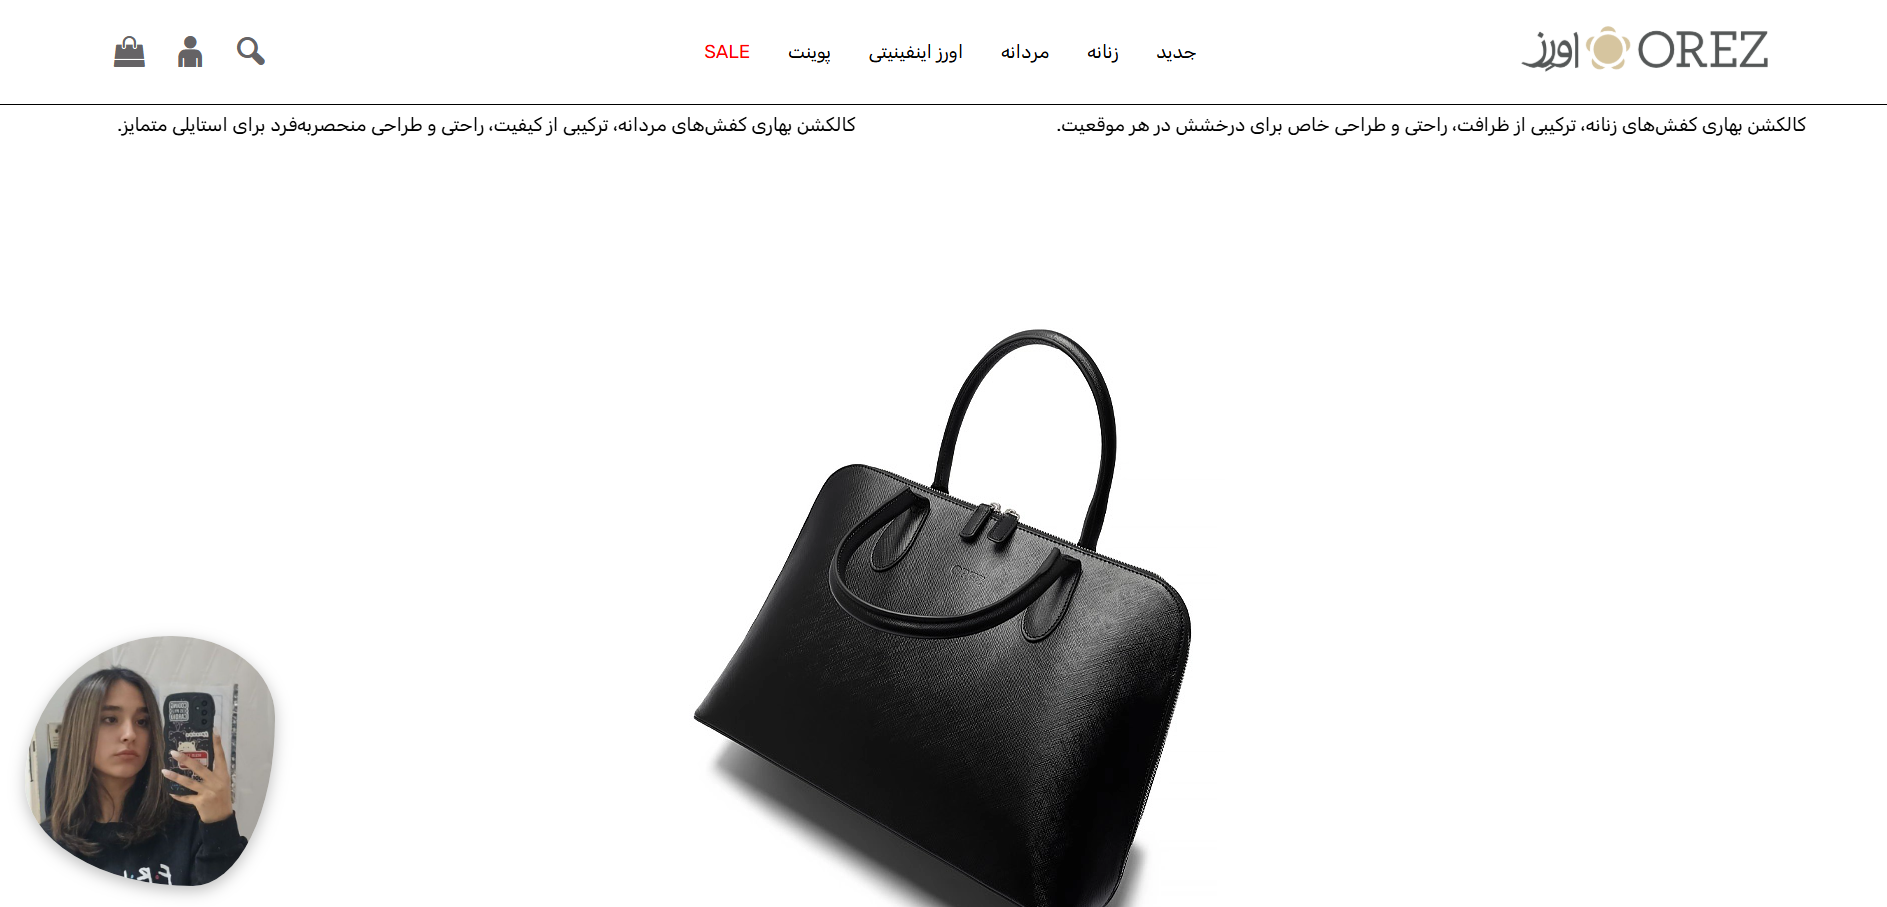 OREZ اورز
جدید
زنانه
مردانه
اورز اینفینیتی
پوینت
SALE
کالکشن بهاری کفش‌های زنانه، ترکیبی از ظرافت، راحتی و طراحی خاص برای درخشش در هر موقعیت.
کالکشن بهاری کفش‌های مردانه، ترکیبی از کیفیت، راحتی و طراحی منحصربه‌فرد برای استایلی متمایز.
OREZ